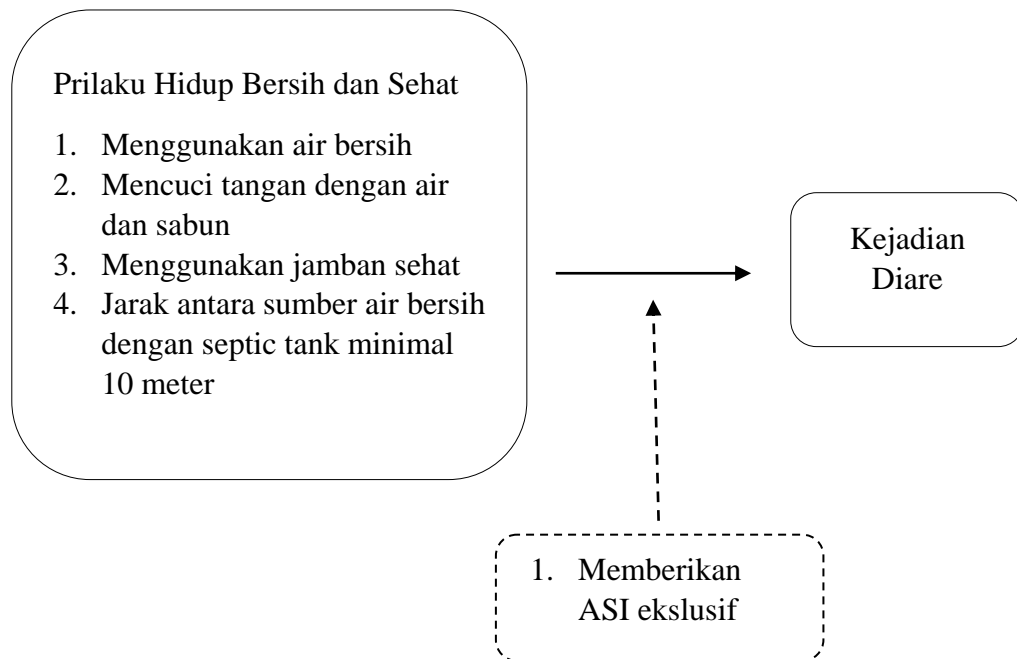 Prilaku Hidup Bersih dan Sehat
1. Menggunakan air bersih
2. Mencuci tangan dengan air
dan sabun
3. Menggunakan jamban sehat
4. Jarak antara sumber air bersih
dengan septic tank minimal
10 meter
Kejadian
Diare
1. Memberikan
ASI ekslusif